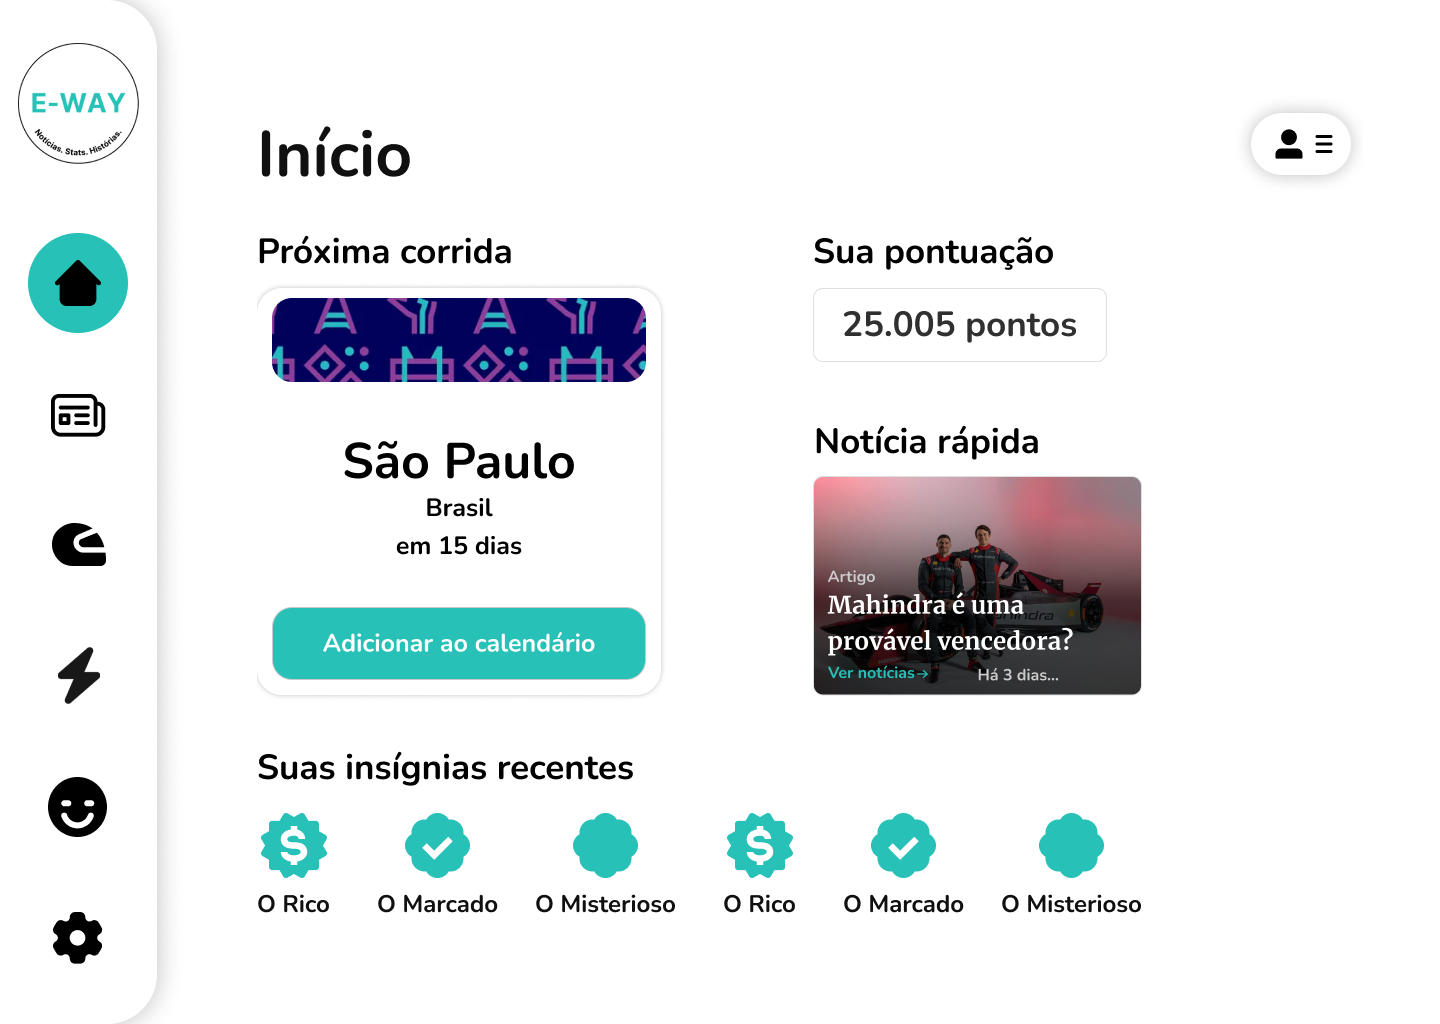 E-WAY
Notícias. Stats. Histórias.
Início
Próxima corrida
São Paulo
Brasil
em 15 dias
Adicionar ao calendário
Sua pontuação
25.005 pontos
Notícia rápida
Artigo
Mahindra é uma
provável vencedora?
Ver notícias→
Há 3 dias...
Suas insígnias recentes
O Rico
O Marcado
O Misterioso
O Rico
O Marcado
O Misterioso